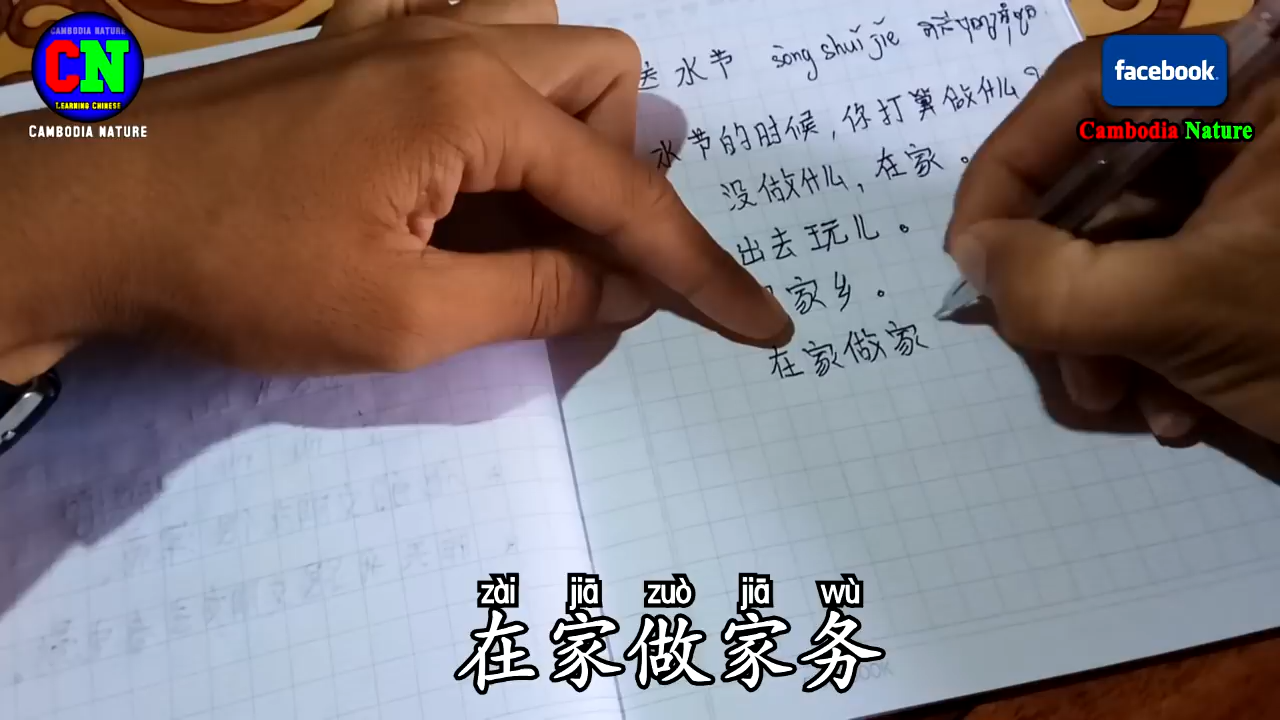 CAMBODIA NATURE
CN
LEARNING CHINESE
CAMBODIA NATURE
facebook
Cambodia Nature
送水节 sòng shuǐ jié
水节的时候,你打算做什么?
没做什么,在家。
出去玩儿。
家乡。
在家做家
zài jiā zuò jiā wù
在家做家务